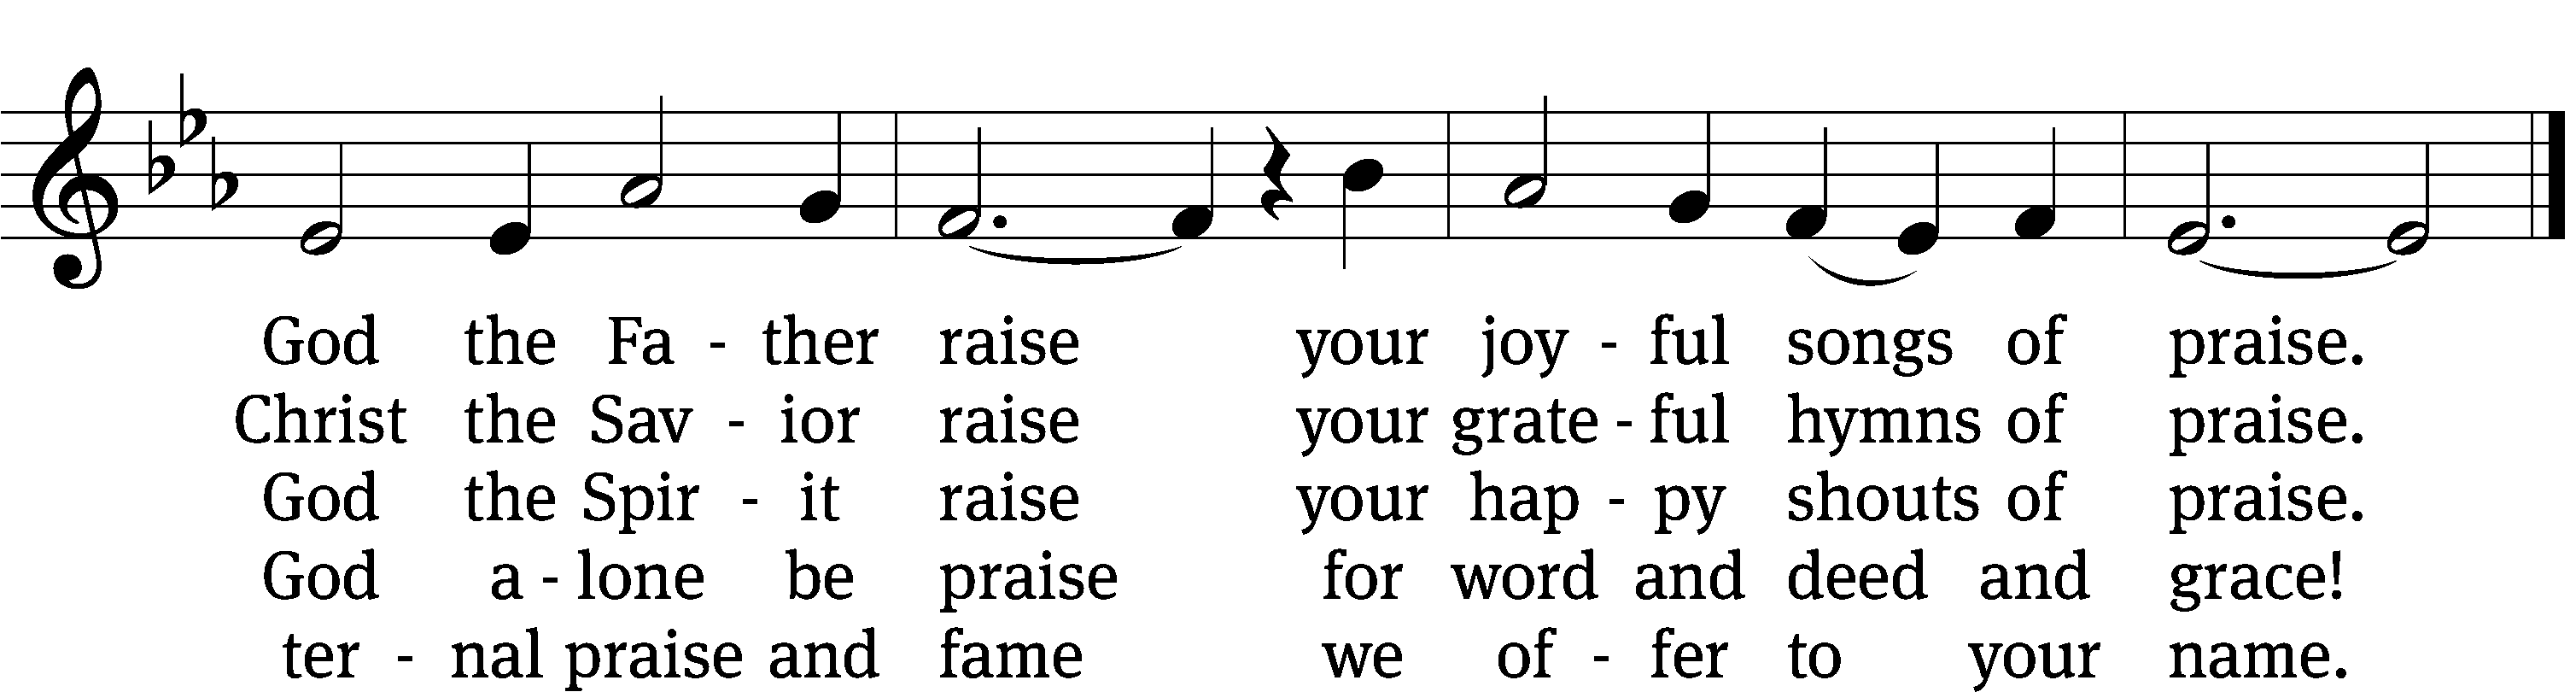 God the Fa - ther raise your joy - ful songs of praise.
Christ the Sav - ior raise your grate - ful hymns of praise.
God the Spir - it raise your hap - py shouts of praise.
God a - lone be praise for word and deed and grace!
ter - nal praise and fame we of - fer to your name.